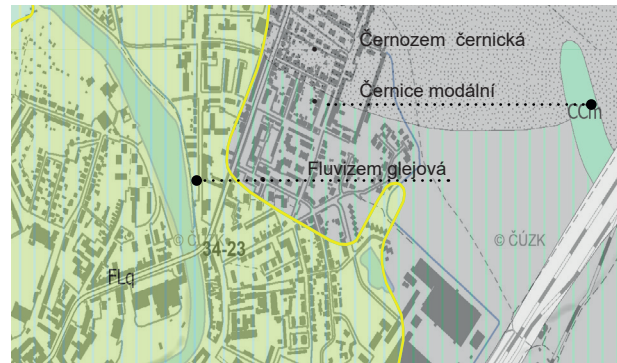 Černozem černická
Černice modální
CCm
Fluvizem glejová
© ČÚZK
© ČÚZK
34-23
FLq